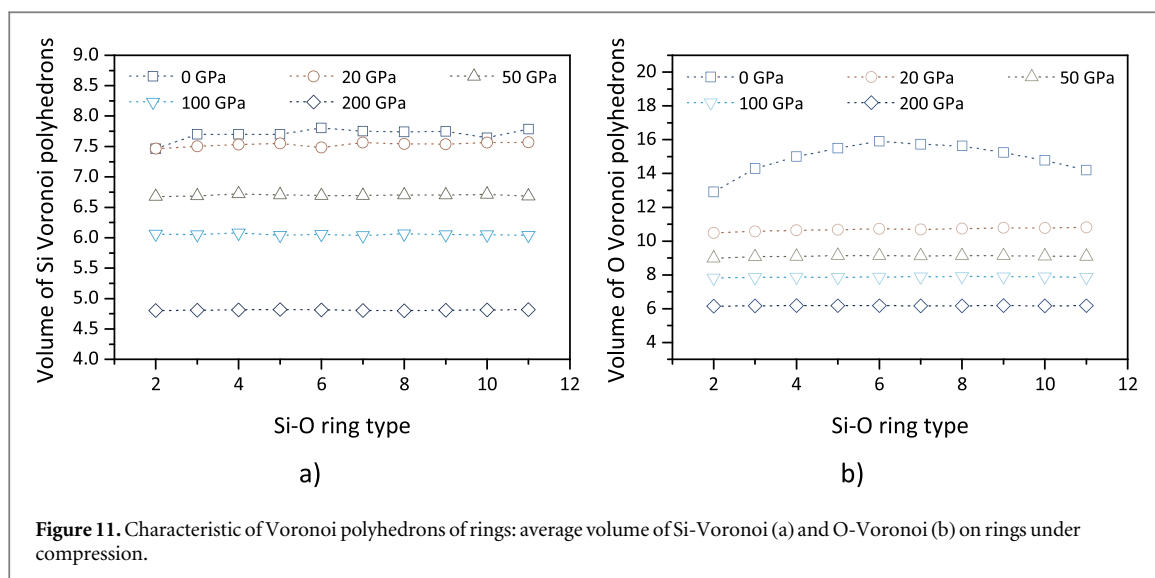 Volume of Si Voronoi polyhedrons
9.0
8.5
8.0
7.5
7.0
6.5
6.0
5.5
5.0
4.5
4.0
0 GPa 20 GPa 50 GPa
100 GPa 200 GPa
2 4 6 8 10 12
Si-O ring type
a)
Volume of O Voronoi polyhedrons
20
18
16
14
12
10
8
6
4
0 GPa 20 GPa 50 GPa
100 GPa 200 GPa
2 4 6 8 10 12
Si-O ring type
b)
Figure 11. Characteristic of Voronoi polyhedrons of rings: average volume of Si-Voronoi (a) and O-Voronoi (b) on rings under
compression.